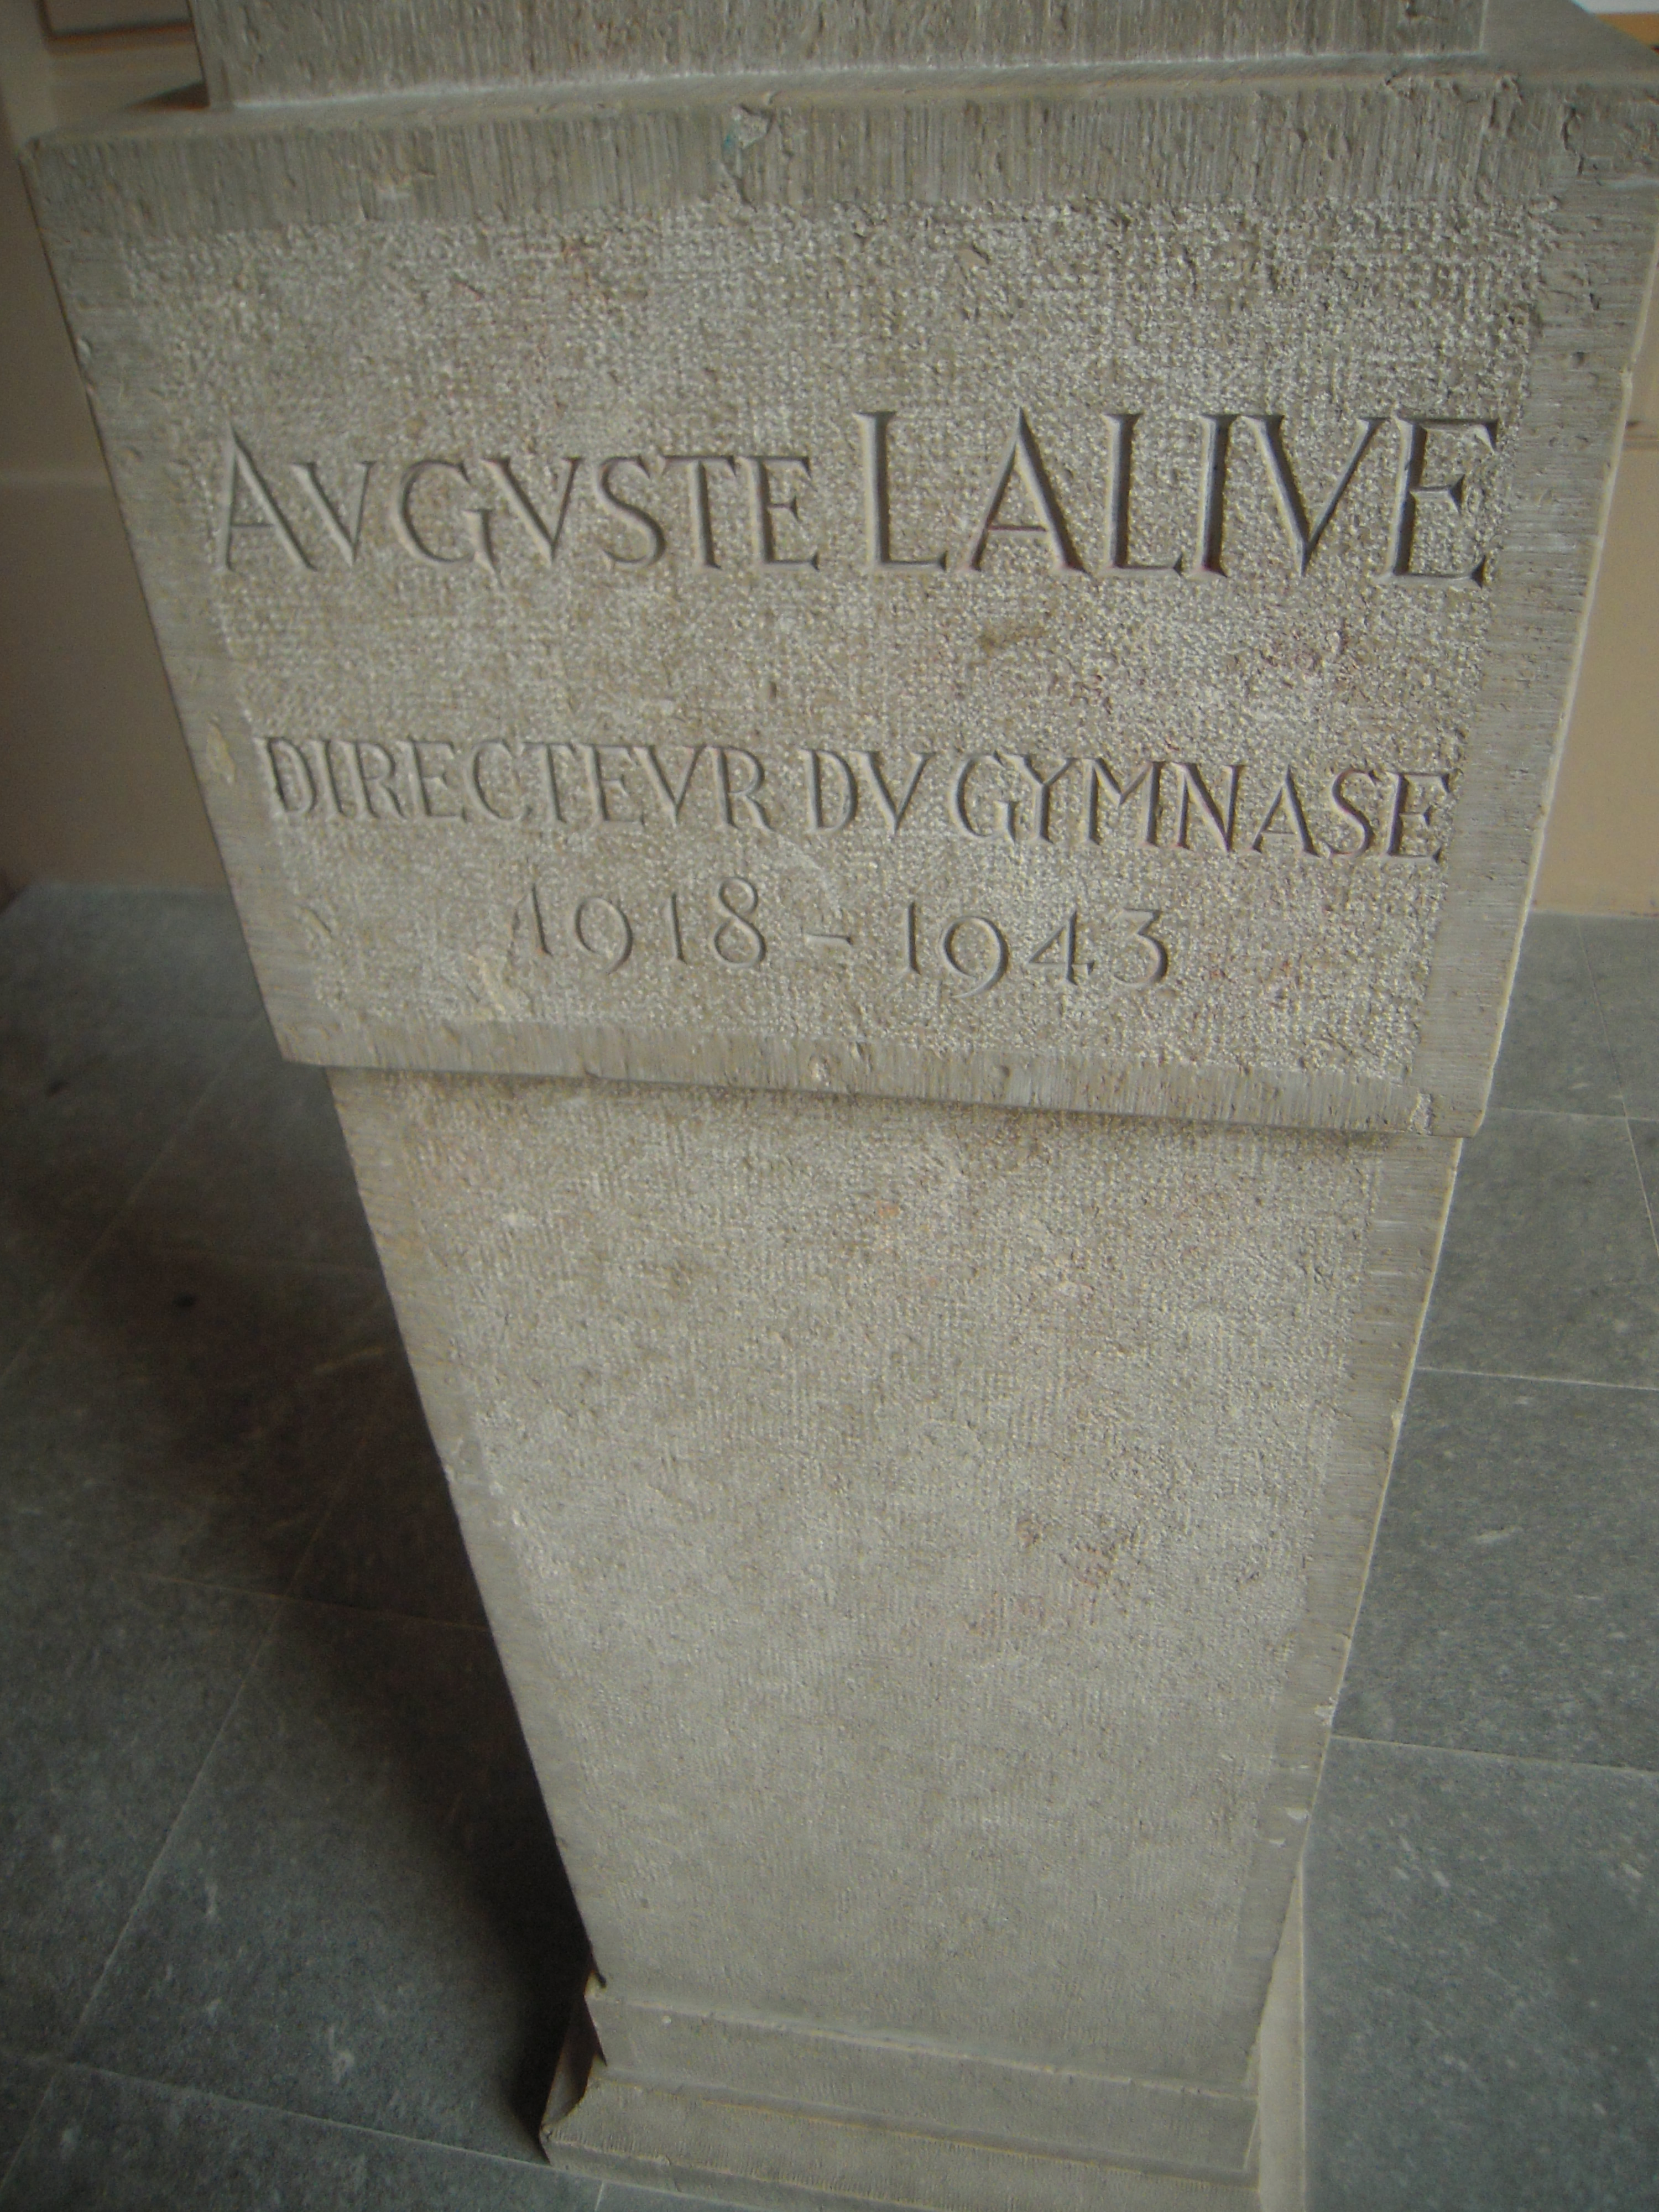 AVGVSTE LALIVE
DIRECTEVR DV GYMNASE
1918 - 1943